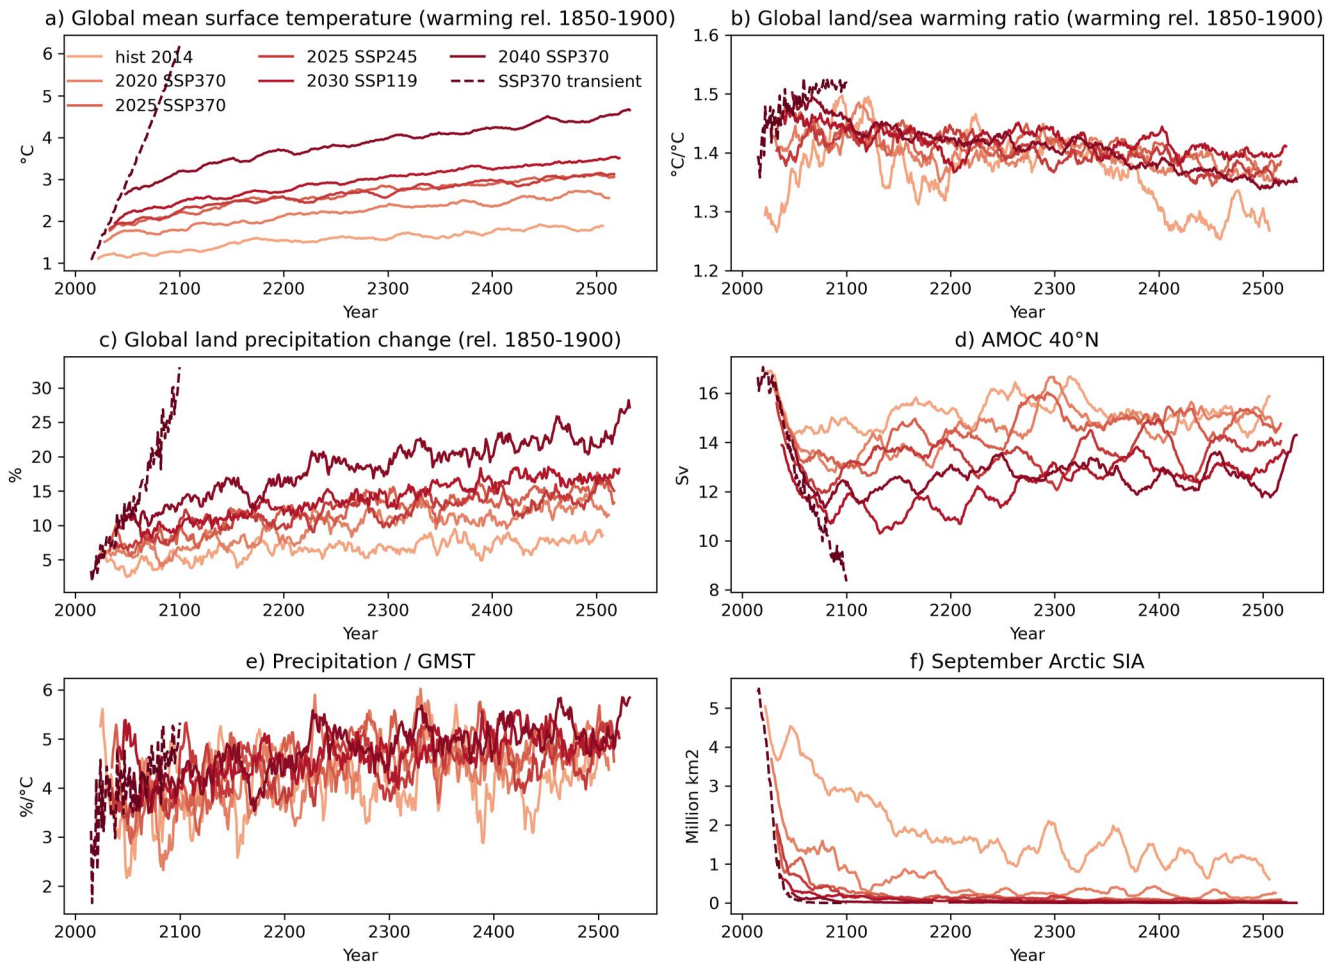 a) Global mean surface temperature (warming rel. 1850-1900)
6
5
4
3
2
1
°C
hist 2014
2020 SSP370
2025 SSP370
2025 SSP245
2030 SSP119
2040 SSP370
SSP370 transient
2000 2100 2200 2300 2400 2500
Year
b) Global land/sea warming ratio (warming rel. 1850-1900)
1.6
1.5
1.4
1.3
1.2
°C/°C
2000 2100 2200 2300 2400 2500
Year
c) Global land precipitation change (rel. 1850-1900)
30
25
20
15
10
5
%
2000 2100 2200 2300 2400 2500
Year
d) AMOC 40°N
16
14
12
10
8
Sv
2000 2100 2200 2300 2400 2500
Year
e) Precipitation / GMST
6
5
4
3
2
%/°C
2000 2100 2200 2300 2400 2500
Year
f) September Arctic SIA
5
4
3
2
1
0
Million km2
2000 2100 2200 2300 2400 2500
Year